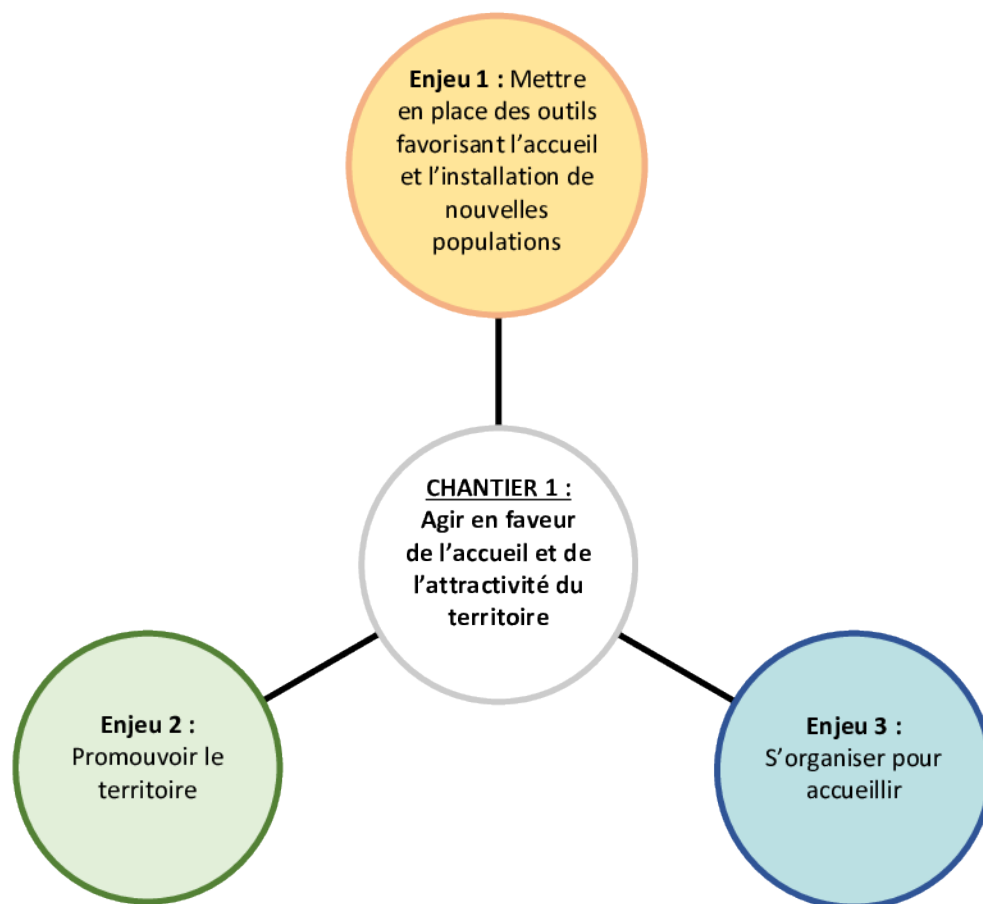 Enjeu 1 : Mettre
en place des outils
favorisant l’accueil
et l’installation de
nouvelles
populations
CHANTIER 1 :
Agir en faveur
de l’accueil et de
l’attractivité du
territoire
Enjeu 2 :
Promouvoir le
territoire
Enjeu 3 :
S’organiser pour
accueillir